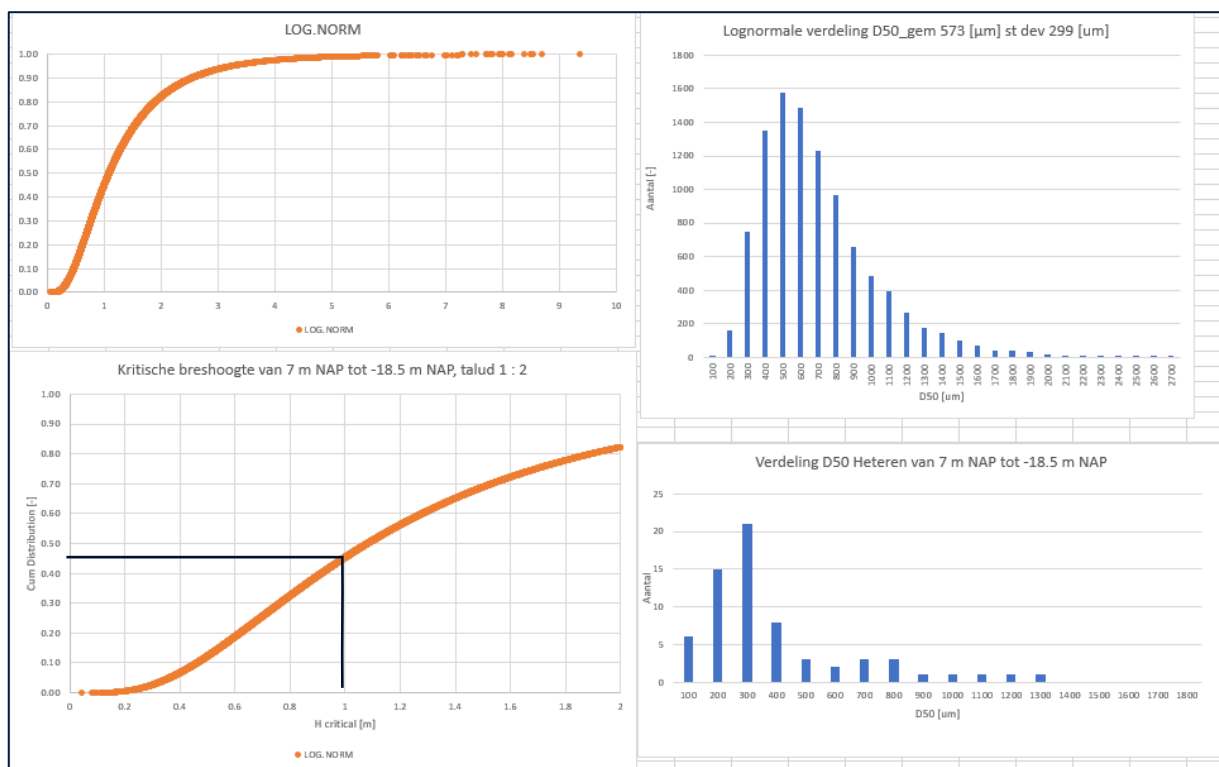 LOG.NORM
1.00
0.90
0.80
0.70
0.60
0.50
0.40
0.30
0.20
0.10
0.00
0 1 2 3 4 5 6 7 8 9 10
LOG.NORM
Lognormale verdeling D50_gem 573 [µm] st dev 299 [um]
1800
1600
1400
1200
1000
800
600
400
200
0
Aantal [-]
100 200 300 400 500 600 700 800 900 1000 1100 1200 1300 1400 1500 1600 1700 1800 1900 2000 2100 2200 2300 2400 2500 2600 2700
D50 [um]
Kritische breshoogte van 7 m NAP tot -18.5 m NAP, talud 1 : 2
1.00
0.90
0.80
0.70
0.60
0.50
0.40
0.30
0.20
0.10
0.00
Cum Distribution [-]
0 0.2 0.4 0.6 0.8 1 1.2 1.4 1.6 1.8 2
H critical [m]
LOG.NORM
Verdeling D50 Heteren van 7 m NAP tot -18.5 m NAP
25
20
15
10
5
0
Aantal
100 200 300 400 500 600 700 800 900 1000 1100 1200 1300 1400 1500 1600 1700 1800
D50 [um]